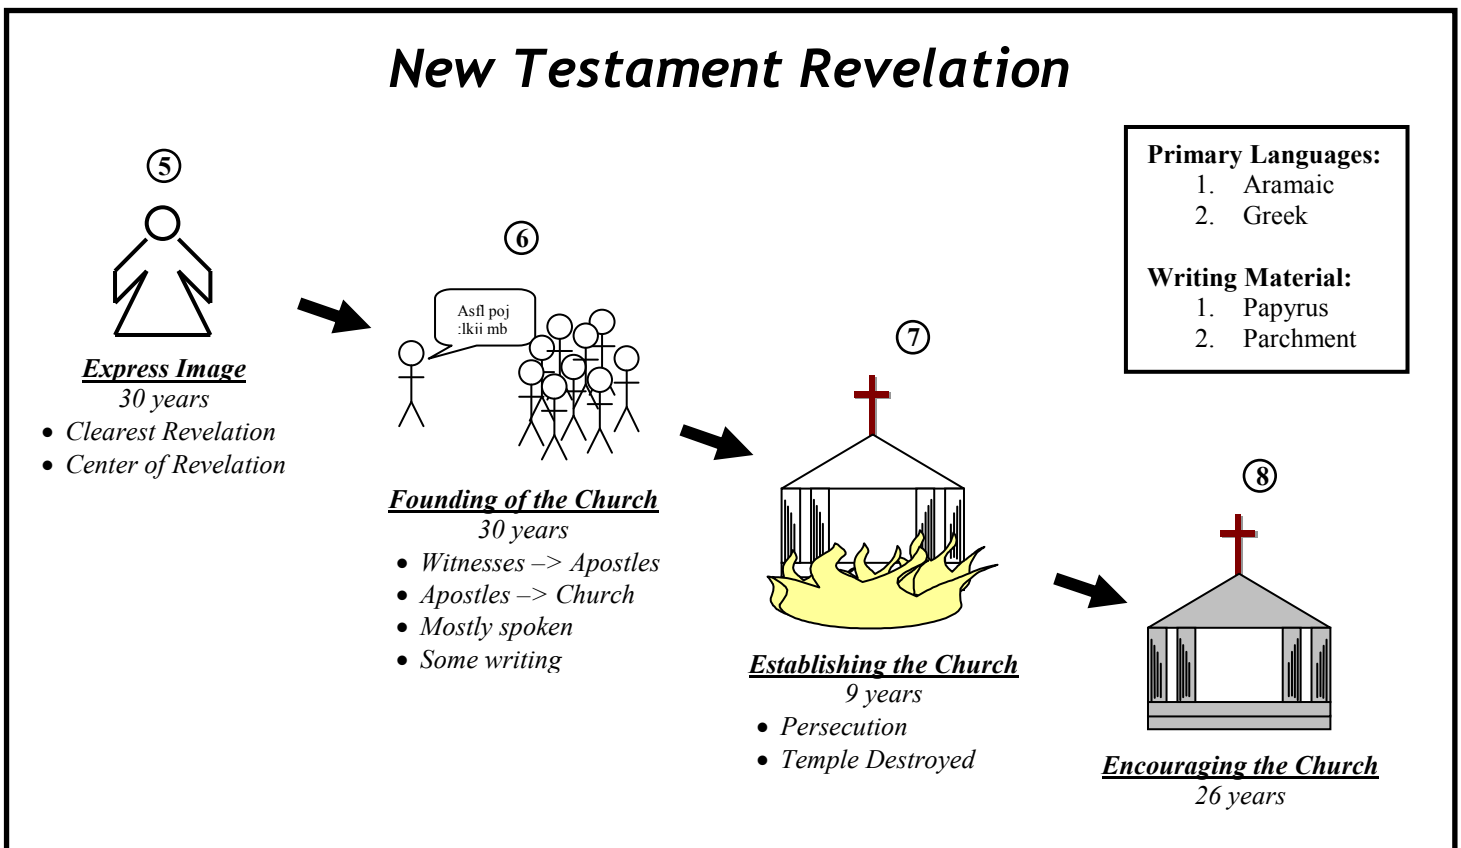 New Testament Revelation
Primary Languages:
1. Aramaic
2. Greek
Writing Material:
1. Papyrus
2. Parchment
5
Express Image
30 years
• Clearest Revelation
• Center of Revelation
6
Asfl poj
:lkij mb
Founding of the Church
30 years
• Witnesses –> Apostles
• Apostles –> Church
• Mostly spoken
• Some writing
7
Establishing the Church
9 years
• Persecution
• Temple Destroyed
8
Encouraging the Church
26 years